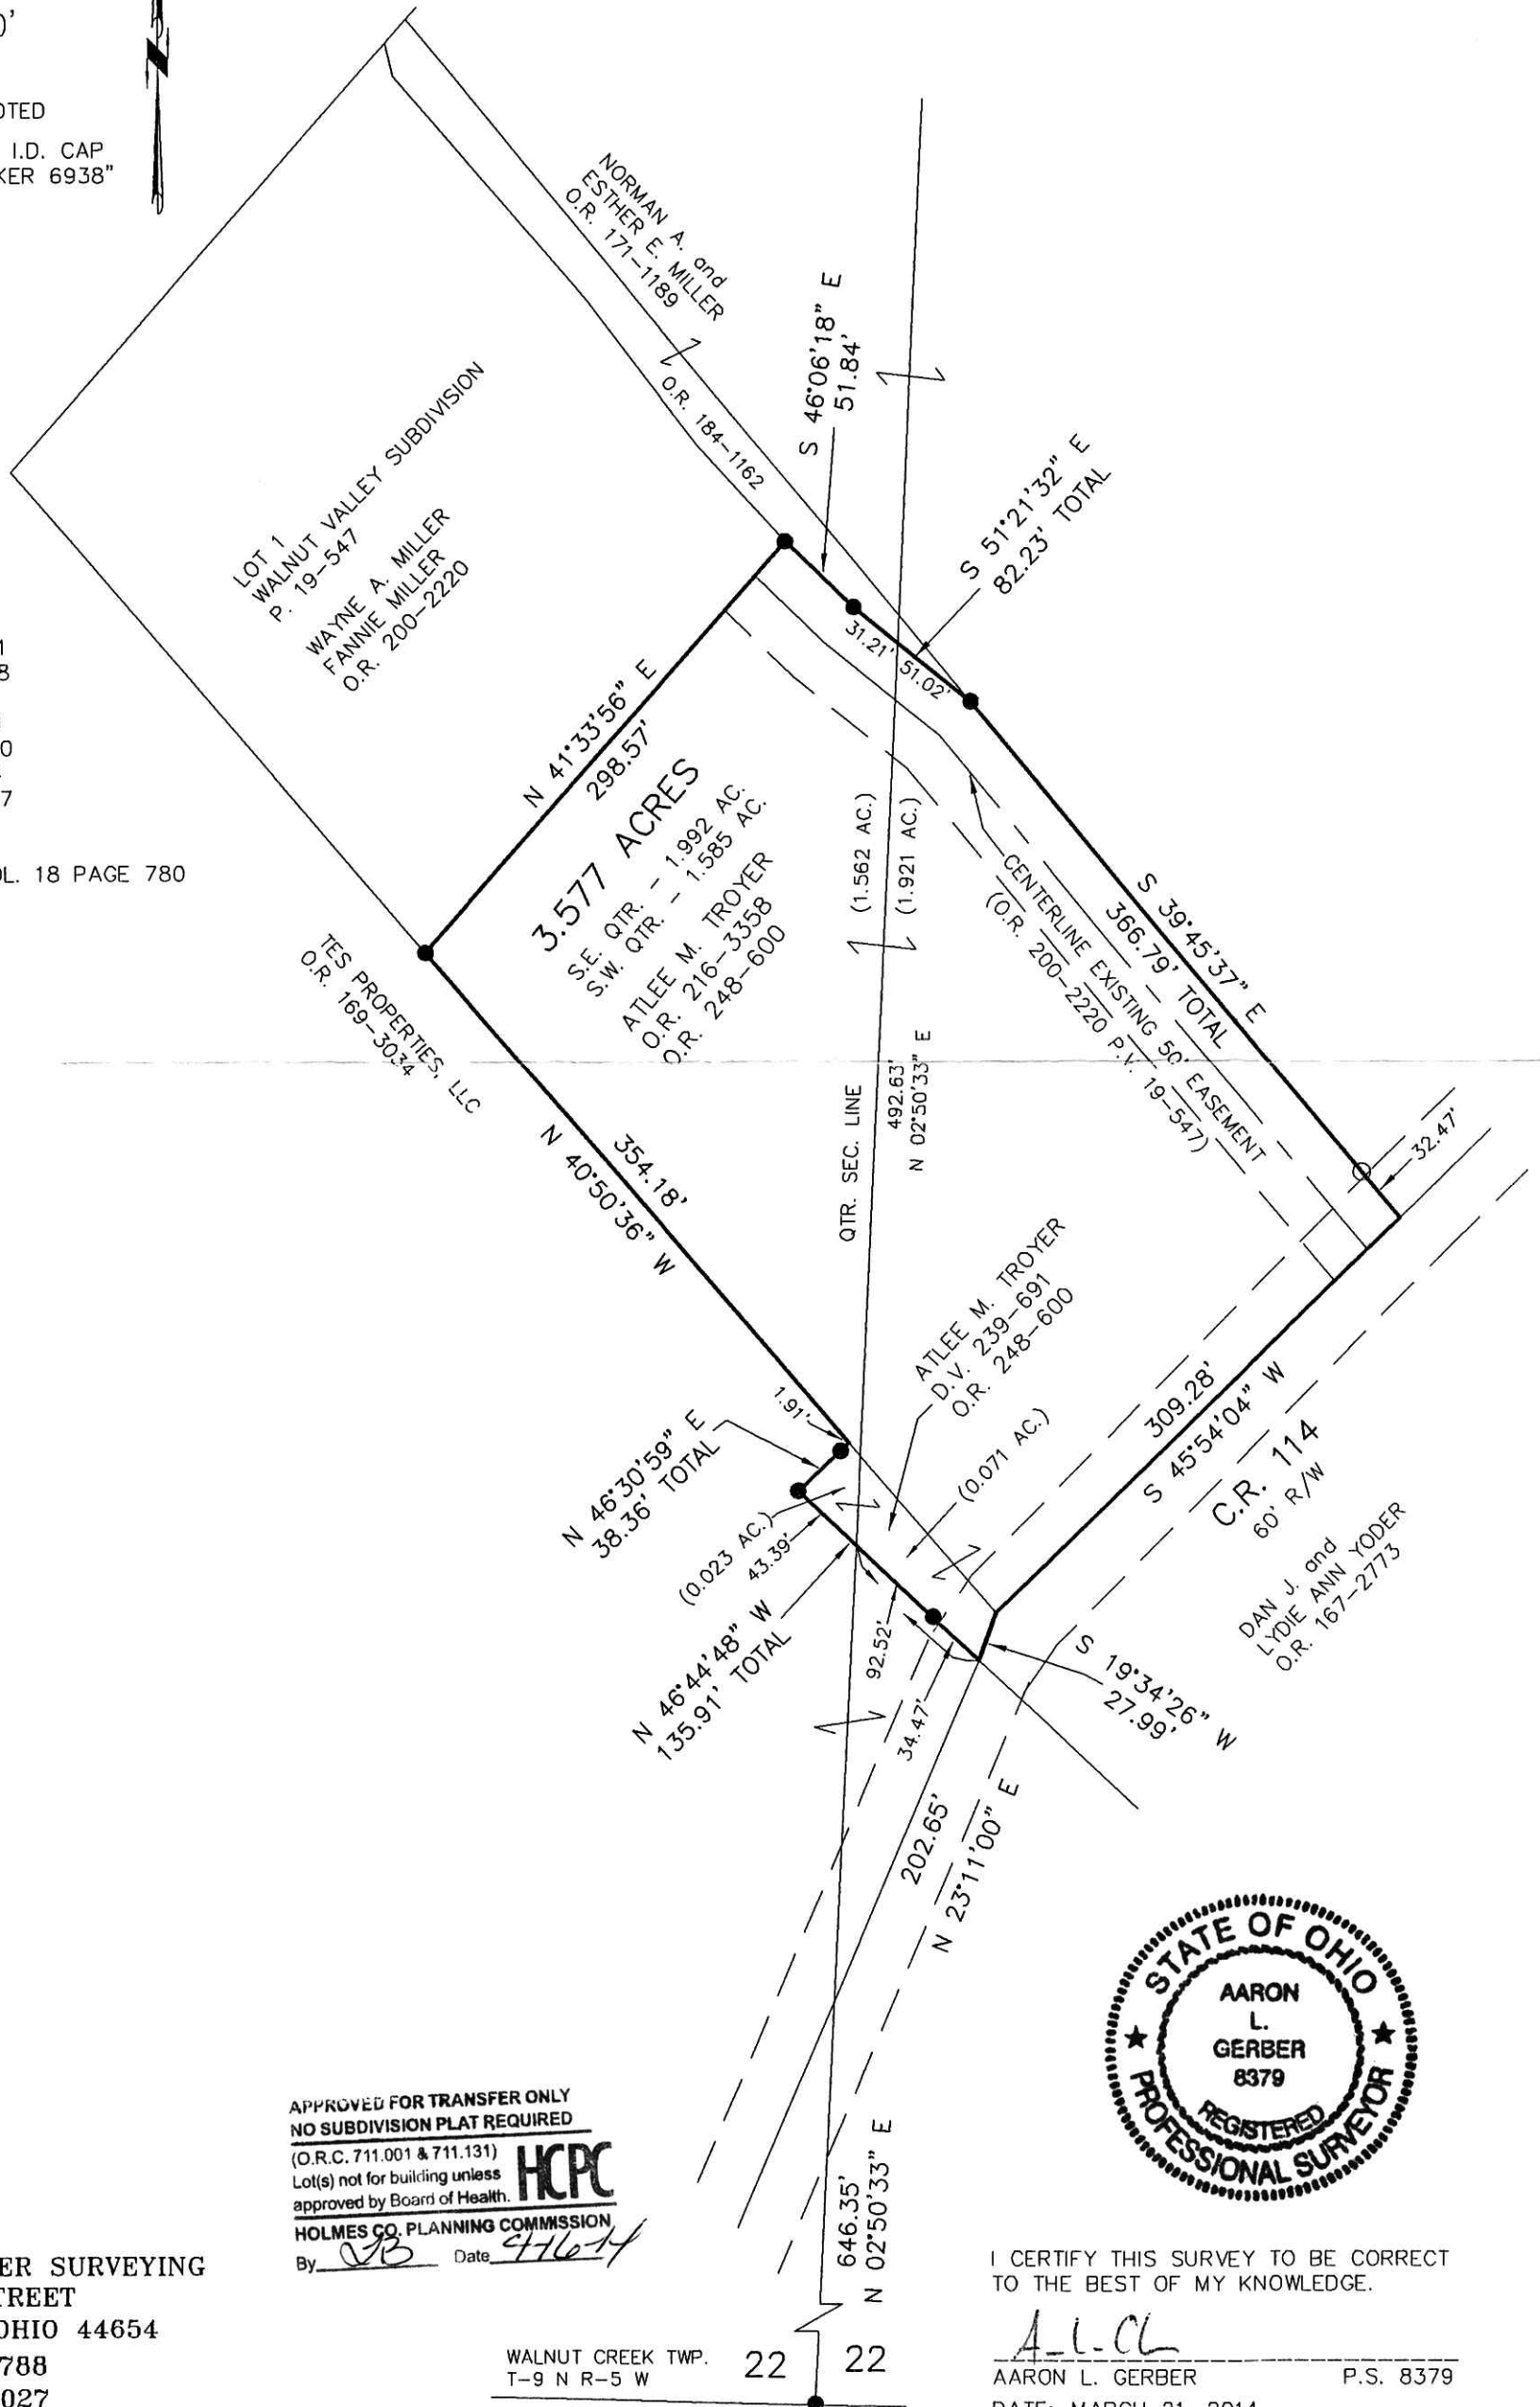 0'
OTED
I.D. CAP
KER 6938"
NORMAN A. and
ESTHER E. MILLER
O.R. 171-1189
O.R. 184-1162
S 46°06'18" E
51.84'
S 51°21'32" E
82.23' TOTAL
31.21'
51.02'
LOT 1
WALNUT VALLEY SUBDIVISION
P. 19-547
WAYNE A. MILLER
FANNIE MILLER
O.R. 200-2220
1
8
0
7
OL. 18 PAGE 780
N 41°33'56" E
298.57'
3.577 ACRES
S.E. QTR. - 1.992 AC.
S.W. QTR. - 1.585 AC.
ATLEE M. TROYER
O.R. 216-3358
O.R. 248-600
(1.562 AC.)
(1.921 AC.)
CENTERLINE EXISTING 50' EASEMENT
(O.R. 200-2220 P.V. 19-547)
S 39°45'37" E
366.79' TOTAL
32.47'
TES PROPERTIES, LLC
O.R. 169-3034
354.18'
N 40°50'36" W
QTR. SEC. LINE
492.63'
N 02°50'33" E
ATLEE M. TROYER
D.V. 239-691
O.R. 248-600
1.91'
N 46°30'59" E
38.36' TOTAL
(0.023 AC.)
43.39'
(0.071 AC.)
309.28'
S 45°54'04" W
C.R. 114
60' R/W
DAN J. and
LYDIE ANN YODER
O.R. 167-2773
N 46°44'48" W
135.91' TOTAL
92.52'
34.47'
S 19°34'26" W
27.99'
202.65'
N 23°11'00" E
STATE OF OHIO
AARON
L.
GERBER
8379
REGISTERED
PROFESSIONAL SURVEYOR
APPROVED FOR TRANSFER ONLY
NO SUBDIVISION PLAT REQUIRED
(O.R.C. 711.001 & 711.131)
Lot(s) not for building unless
approved by Board of Health.
HCPC
HOLMES CO. PLANNING COMMISSION
By Date
646.35'
N 02°50'33" E
ER SURVEYING
TREET
OHIO 44654
788
027
WALNUT CREEK TWP.
T-9 N R-5 W
22
22
I CERTIFY THIS SURVEY TO BE CORRECT
TO THE BEST OF MY KNOWLEDGE.
AARON L. GERBER P.S. 8379
DATE: MARCH 21, 2014